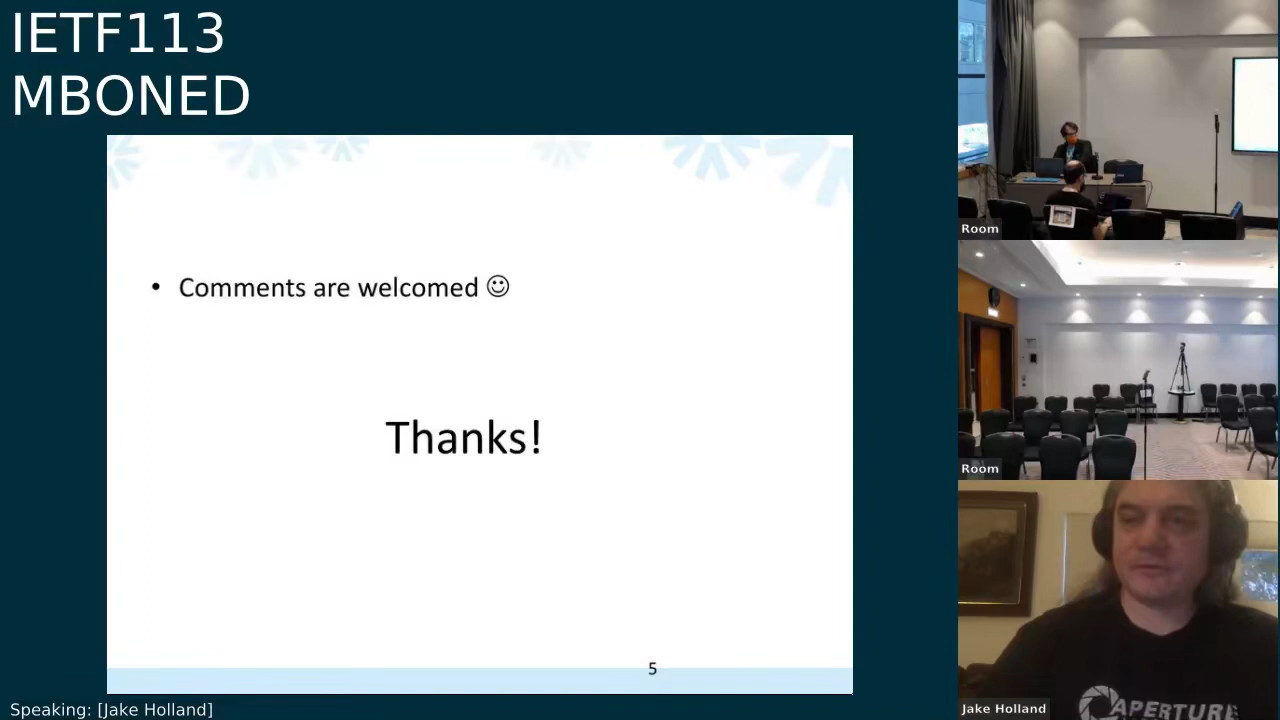 IETF113
MBONED
• Comments are welcomed ☺
Thanks!
5
Speaking: [Jake Holland]
Room
Room
Jake Holland
APERTURE